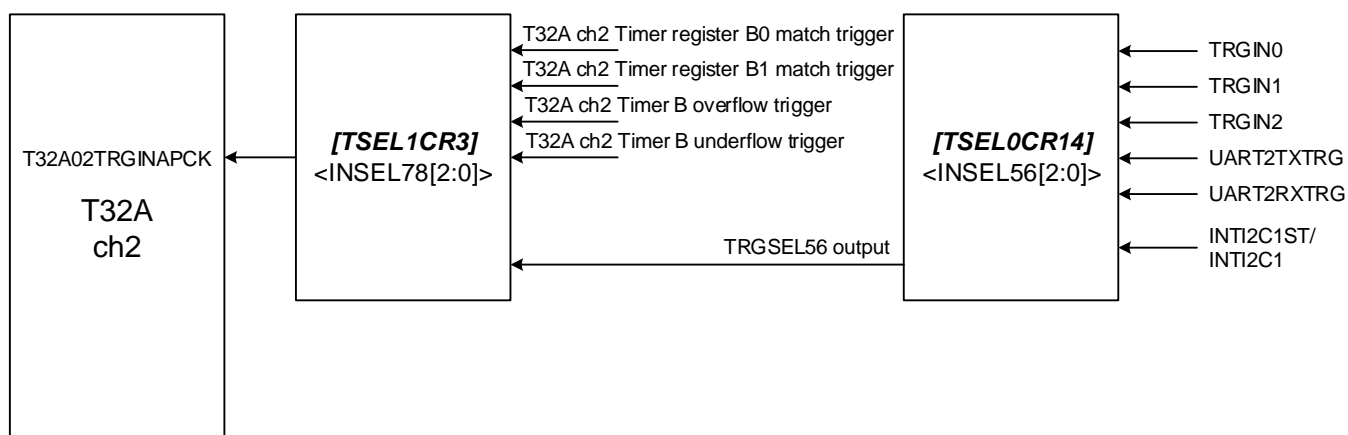 T32A02TRGINAPCK
T32A
ch2
[TSEL1CR3]
<INSEL78[2:0]>
T32A ch2 Timer register B0 match trigger
T32A ch2 Timer register B1 match trigger
T32A ch2 Timer B overflow trigger
T32A ch2 Timer B underflow trigger
TRGSEL56 output
[TSEL0CR14]
<INSEL56[2:0]>
TRGIN0
TRGIN1
TRGIN2
UART2TXTRG
UART2RXTRG
INTI2C1ST/
INTI2C1